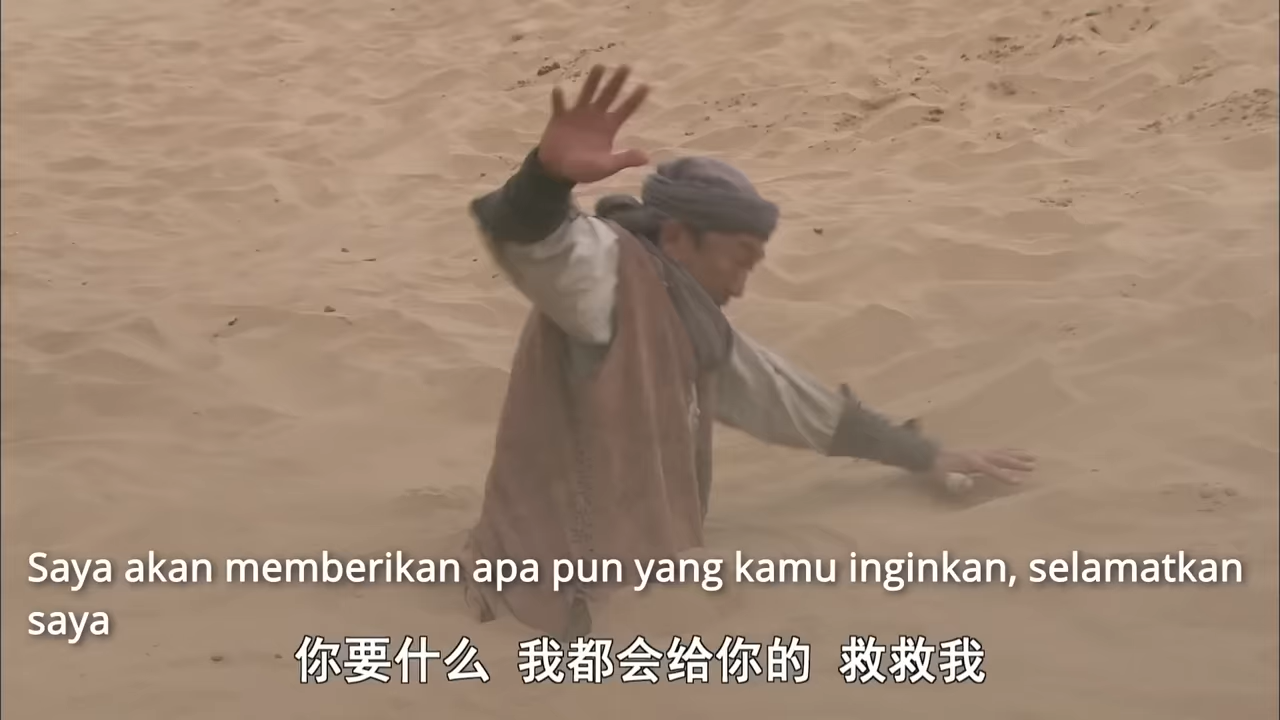 Saya akan memberikan apa pun yang kamu inginkan, selamatkan
saya
你要什么 我都会给你的 救救我